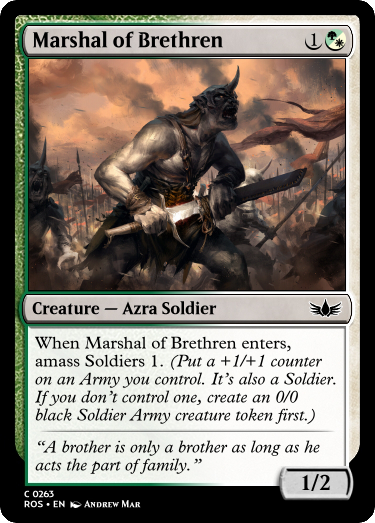 Marshal of Brethren 1
Creature — Azra Soldier
When Marshal of Brethren enters,
amass Soldiers 1. (Put a +1/+1 counter
on an Army you control. It's also a Soldier.
If you don't control one, create an 0/0
black Soldier Army creature token first.)
"A brother is only a brother as long as he
acts the part of family."
1/2
C 0263
ROS • EN Andrew Mar